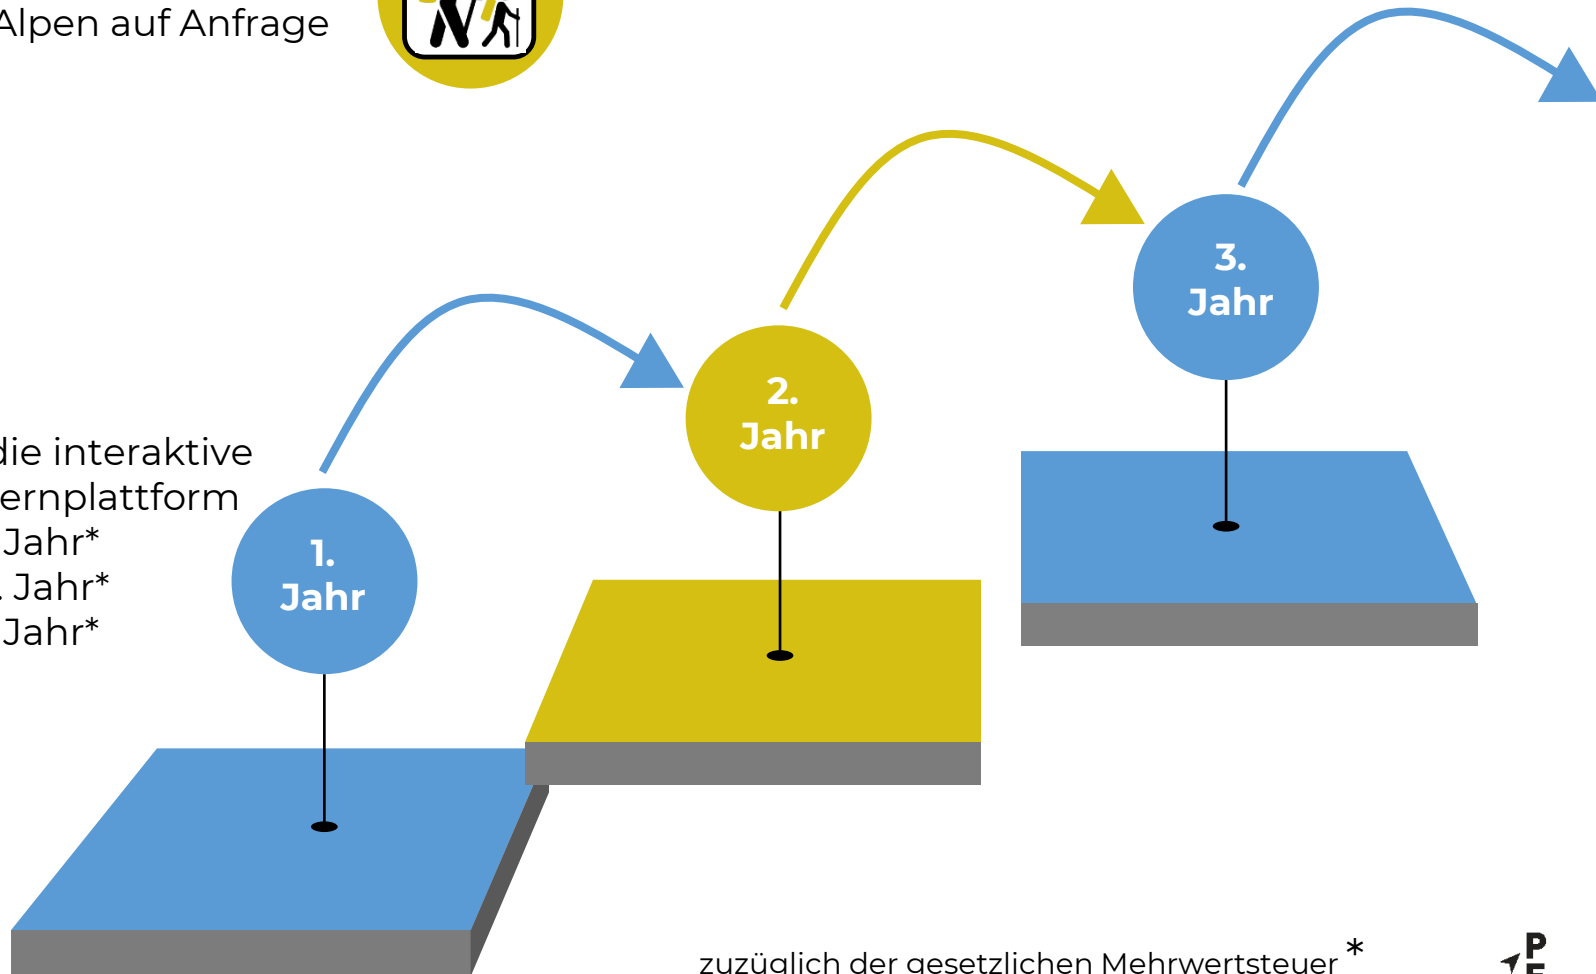 Alpen auf Anfrage
3.
Jahr
2.
Jahr
die interaktive
ernplattform
Jahr*
. Jahr*
Jahr*
1.
Jahr
zuzüglich der gesetzlichen Mehrwertsteuer *
P
E